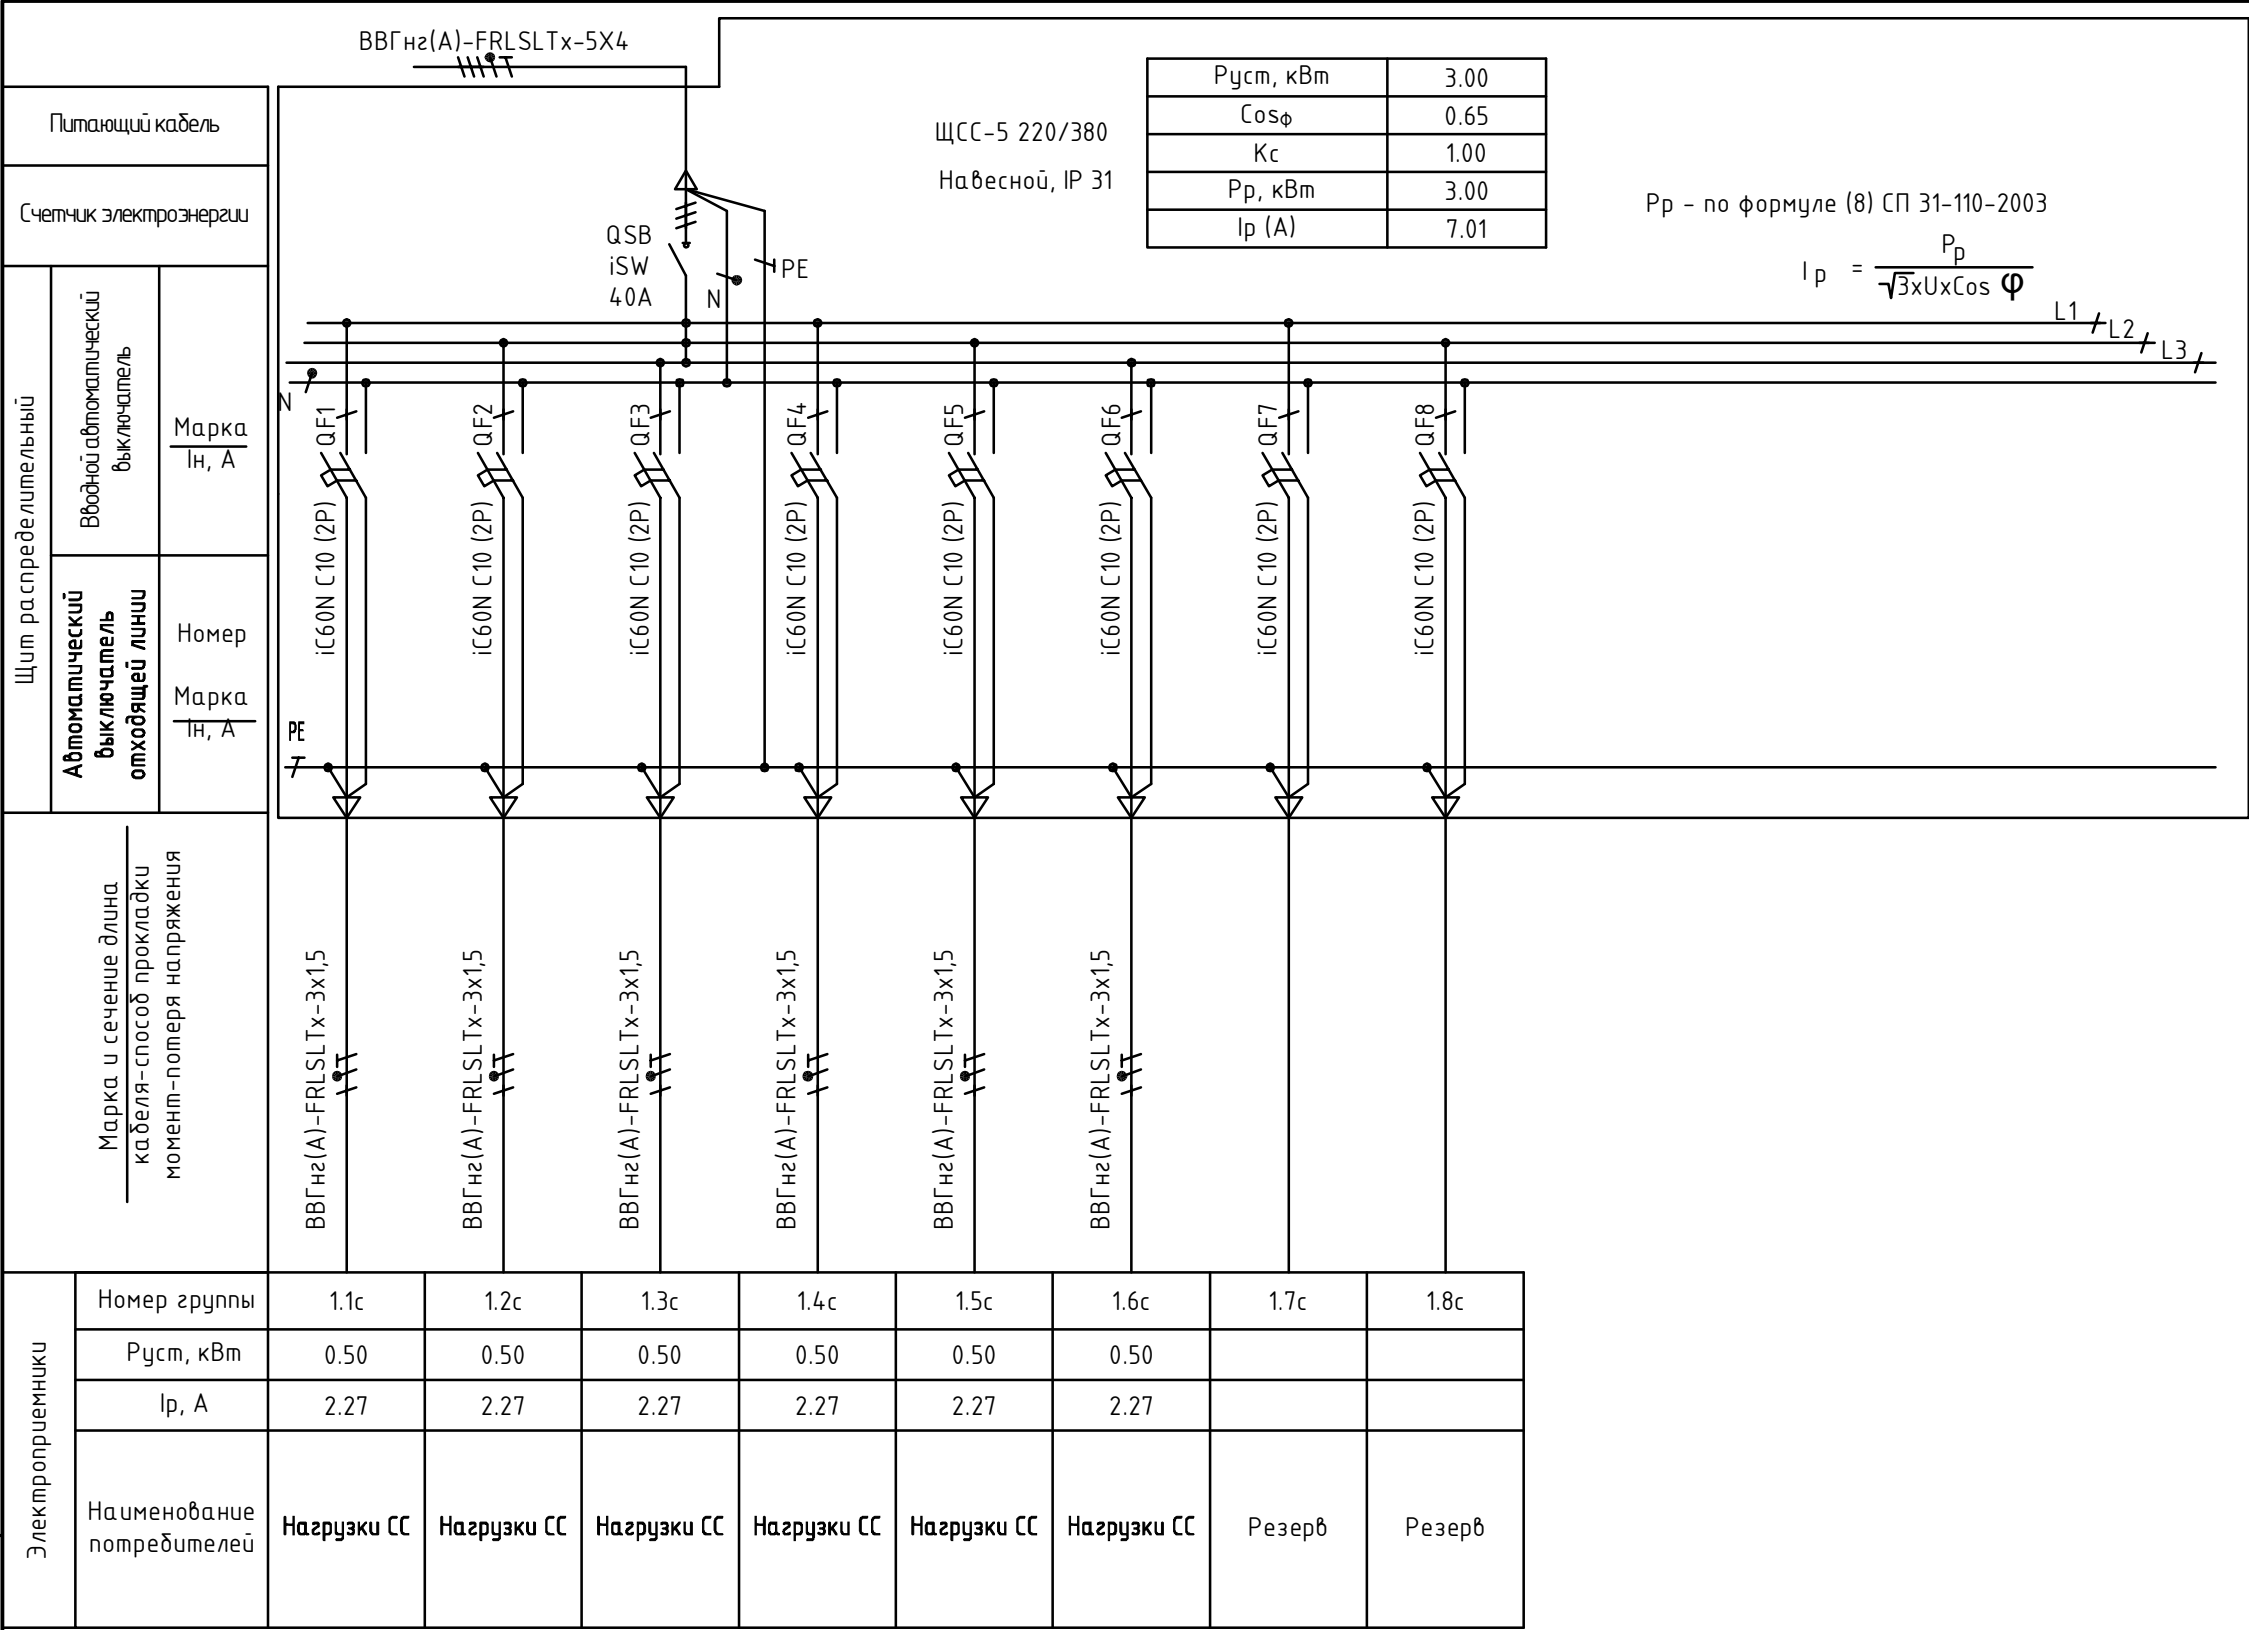 ВВГнг(А)-FRLSLTx-5X4
Питающий кабель
Счетчик электроэнергии
Щит распределительный
Вводной автоматический
выключатель
Марка
Iн, А
Автоматический
выключатель
отходящей линии
Номер
Марка
Iн, А
Марка и сечение длина
кабеля-способ прокладки
момент-потеря напряжения
ЩСС-5 220/380
Навесной, IP 31
Руст, кВт 3.00
Cosφ 0.65
Кс 1.00
Рр, кВт 3.00
Iр (А) 7.01
Рр - по формуле (8) СП 31-110-2003
I р = Рр
√3xUxCos φ
QSB
iSW
40A
N
PE
L1
L2
L3
N
QF1
QF2
QF3
QF4
QF5
QF6
QF7
QF8
iC60N C10 (2P)
iC60N C10 (2P)
iC60N C10 (2P)
iC60N C10 (2P)
iC60N C10 (2P)
iC60N C10 (2P)
iC60N C10 (2P)
iC60N C10 (2P)
PE
ВВГнг(А)-FRLSLTx-3x1,5
ВВГнг(А)-FRLSLTx-3x1,5
ВВГнг(А)-FRLSLTx-3x1,5
ВВГнг(А)-FRLSLTx-3x1,5
ВВГнг(А)-FRLSLTx-3x1,5
ВВГнг(А)-FRLSLTx-3x1,5
Электроприемники
Номер группы 1.1с 1.2с 1.3с 1.4с 1.5с 1.6с 1.7с 1.8с
Руст, кВт 0.50 0.50 0.50 0.50 0.50 0.50
Iр, А 2.27 2.27 2.27 2.27 2.27 2.27
Наименование
потребителей
Нагрузки СС Нагрузки СС Нагрузки СС Нагрузки СС Нагрузки СС Нагрузки СС Резерв Резерв